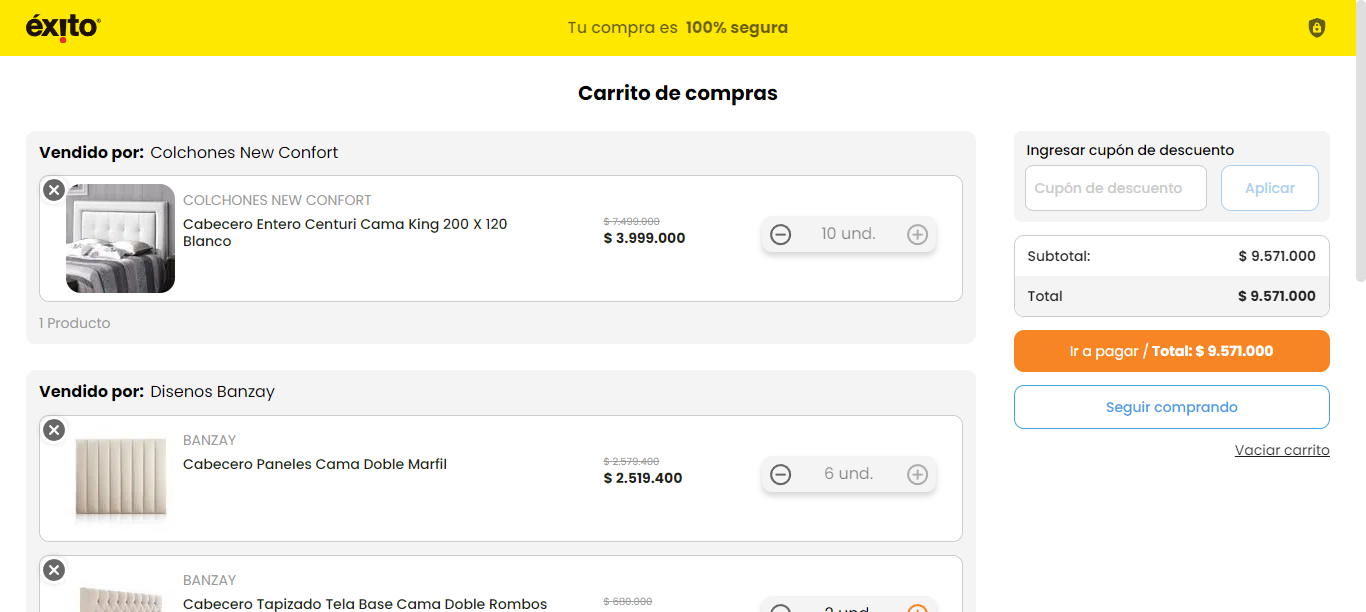 éxito
Tu compra es 100% segura
Carrito de compras
Vendido por: Colchones New Confort
COLCHONES NEW CONFORT
Cabecero Entero Centuri Cama King 200 X 120
Blanco
$ 7.499.000
$ 3.999.000
10 und.
1 Producto
Vendido por: Disenos Banzay
BANZAY
Cabecero Paneles Cama Doble Marfil
$ 2.579.400
$ 2.519.400
6 und.
BANZAY
Cabecero Tapizado Tela Base Cama Doble Rombos
$ 680.000
2 und.
Ingresar cupón de descuento
Cupón de descuento
Aplicar
Subtotal: $ 9.571.000
Total $ 9.571.000
Ir a pagar / Total: $ 9.571.000
Seguir comprando
Vaciar carrito